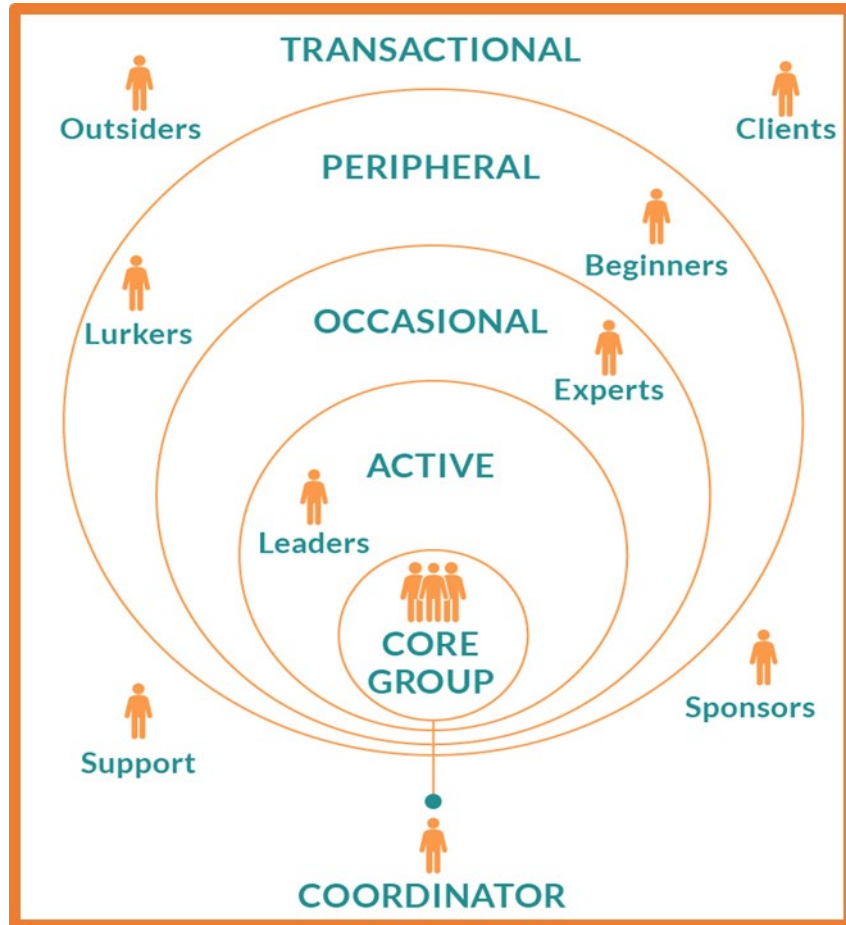 TRANSACTIONAL
Outsiders
Clients
PERIPHERAL
Beginners
Lurkers
OCCASIONAL
Experts
ACTIVE
Leaders
CORE
GROUP
Sponsors
Support
COORDINATOR